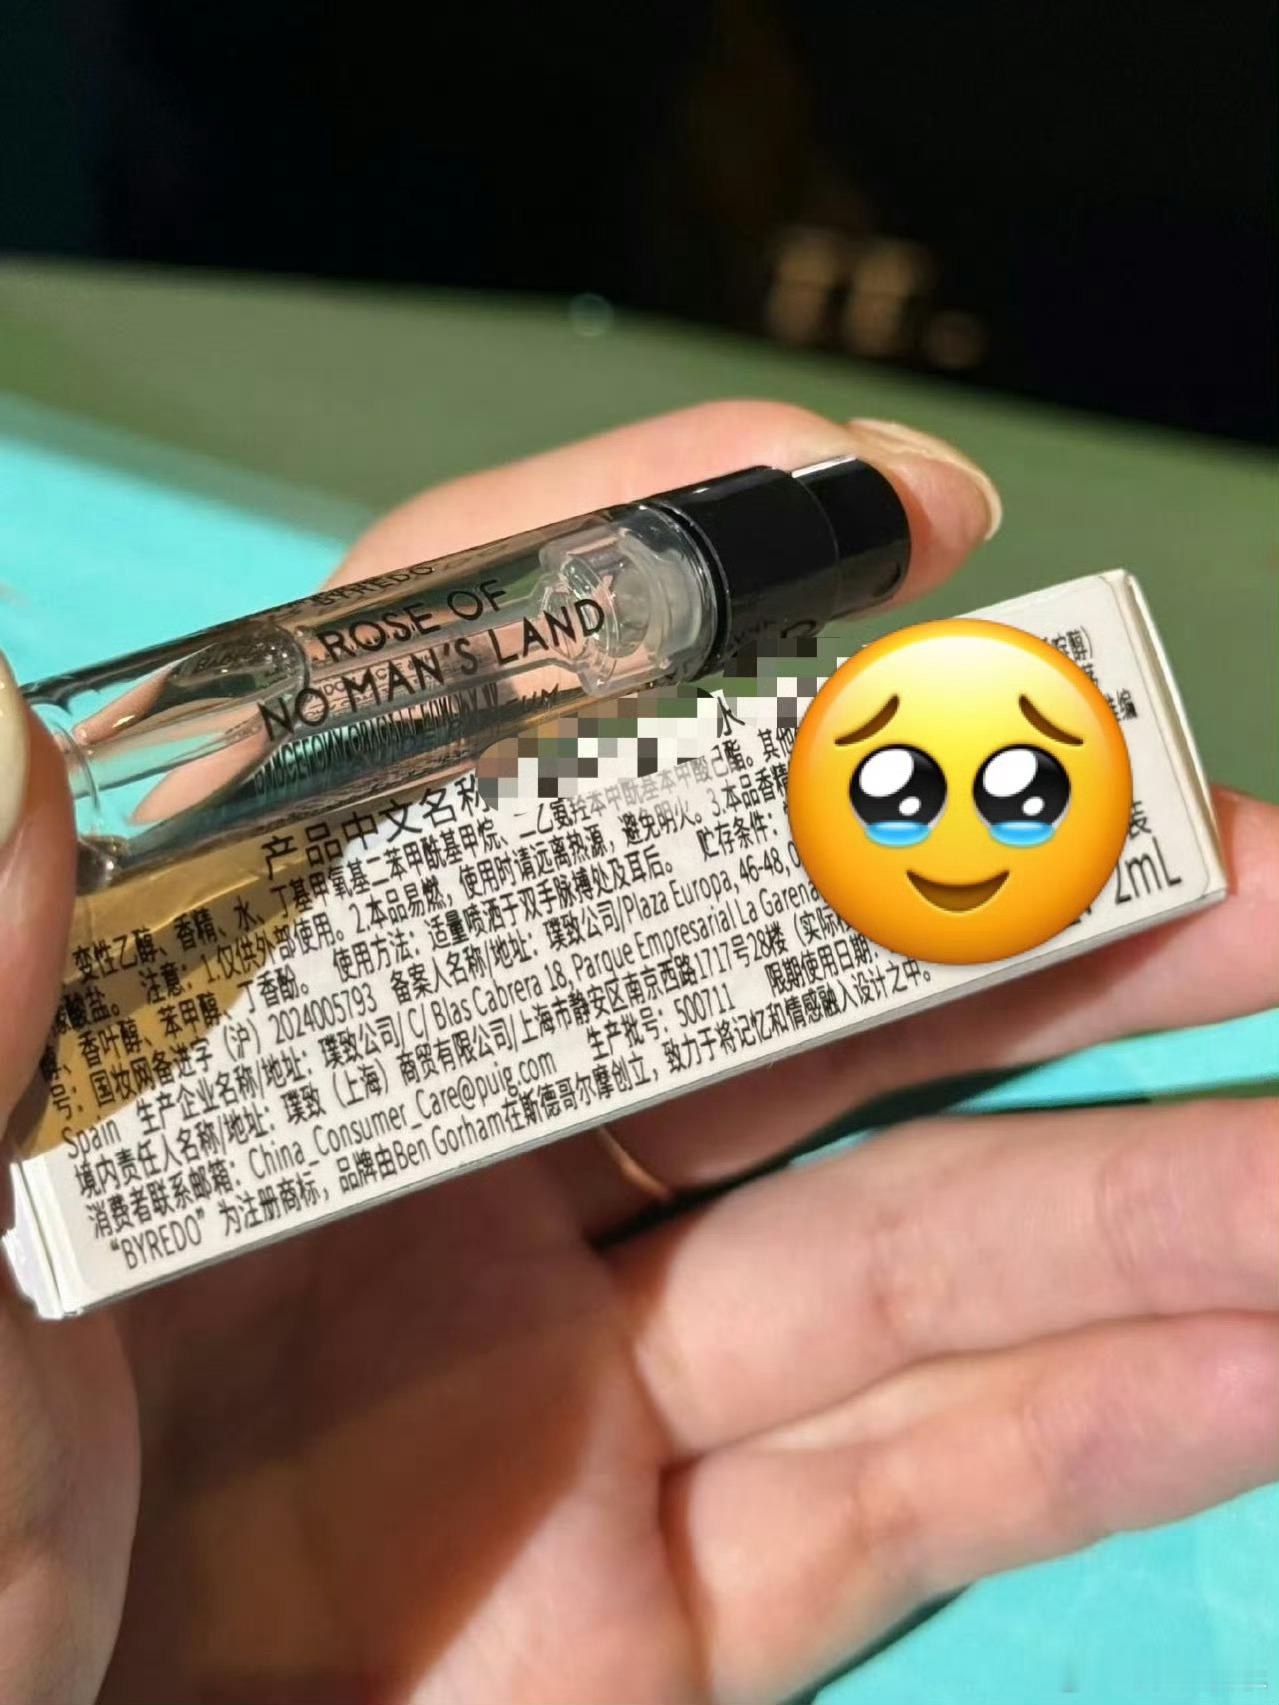 BYREDO
ROSE OF
NO MAN'S LAND
产品中文名称
水
变性乙醇、香精、水、丁基甲氧基二苯甲酰基甲烷、二乙氨羟苯甲酰基苯甲酸己酯。其他
注意：1.仅供外部使用。2.本品易燃，使用时请远离热源，避免明火。3.本品香精
香叶醇、苯甲醇、丁香酚。 使用方法：适量喷洒于双手脉搏处及耳后。 贮存条件：
号：国妆网备进字（沪）2024005793 备案人名称/地址：璞致公司/Plaza Europa, 46-48, 0
Spain 生产企业名称/地址：璞致公司/ C/ Blas Cabrera 18, Parque Empresarial La Garena
境内责任人名称/地址：璞致（上海）商贸有限公司/上海市静安区南京西路1717号28楼（实际
消费者联系邮箱：China_Consumer_Care@puig.com 生产批号：500711 限期使用日期：
“BYREDO”为注册商标，品牌由Ben Gorham在斯德哥尔摩创立，致力于将记忆和情感融入设计之中。
编
装
2mL